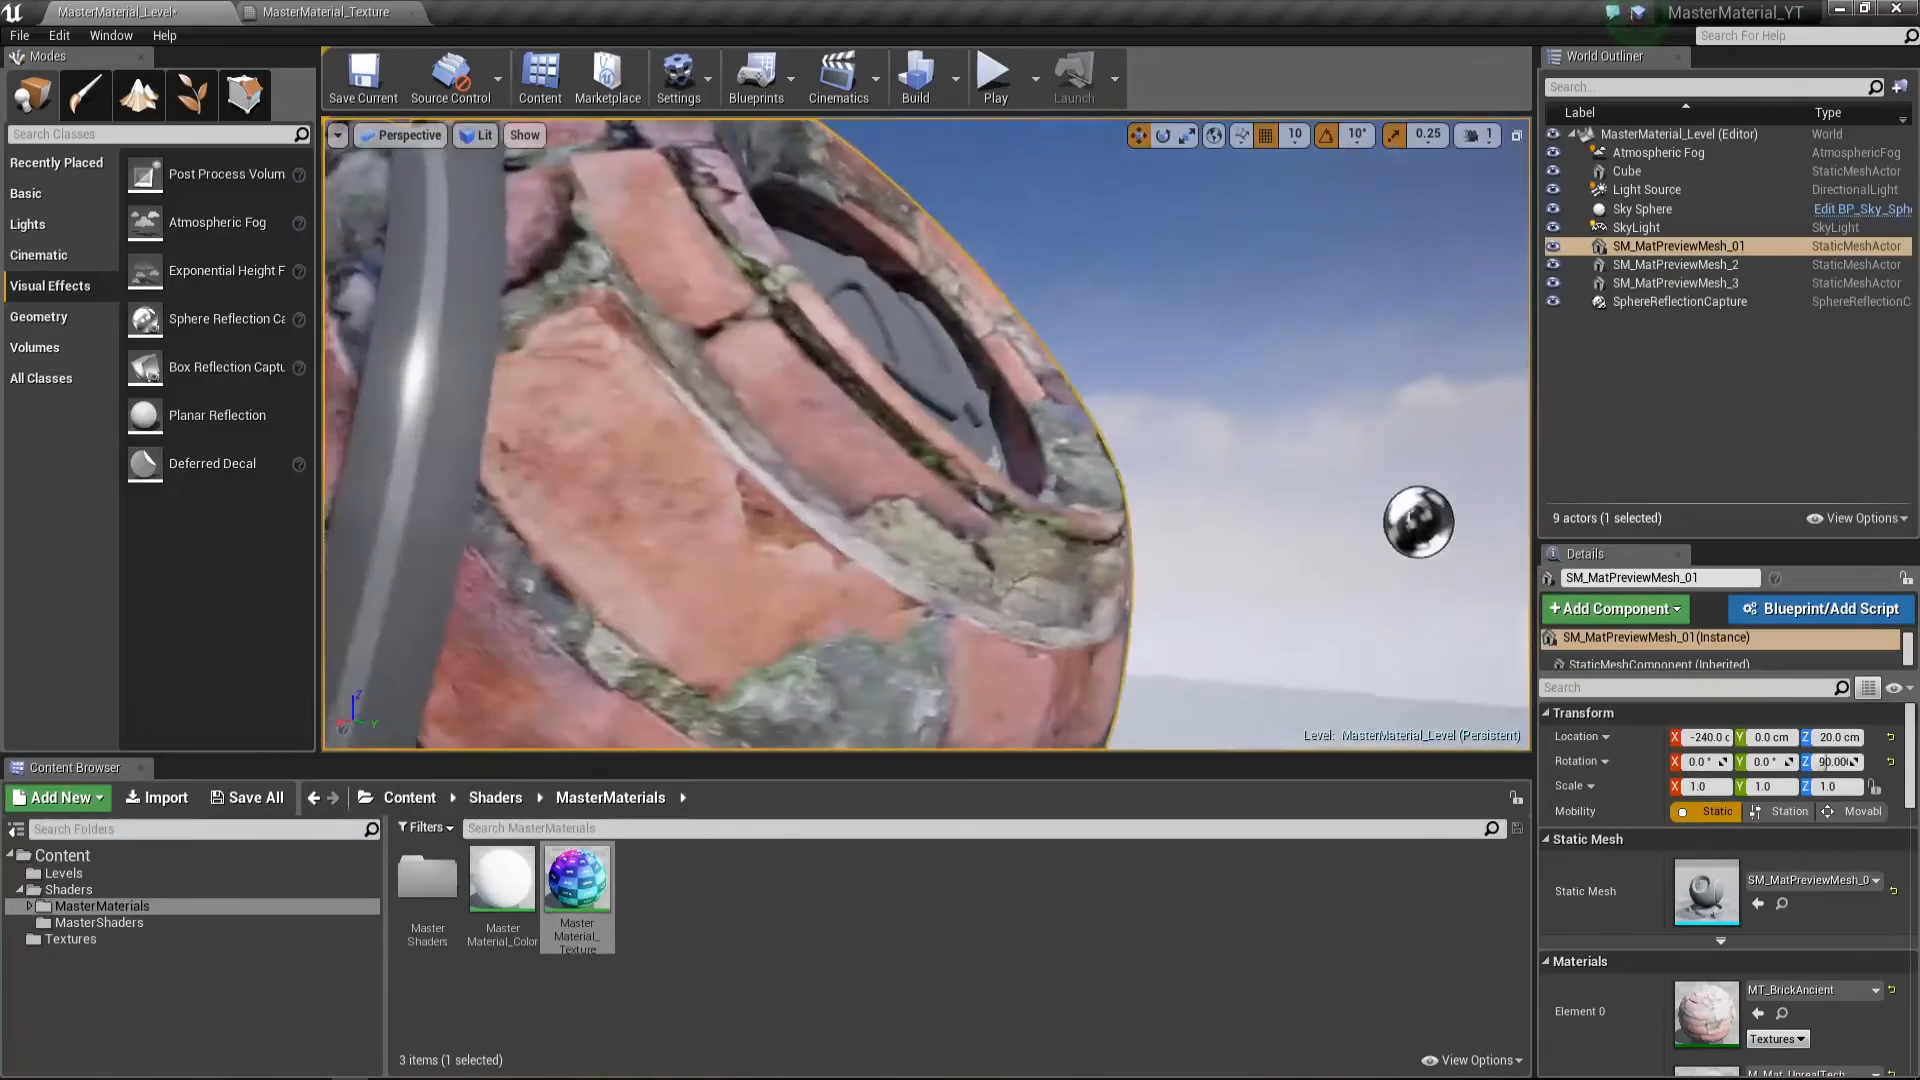 MasterMaterial_Level*
MasterMaterial_Texture
MasterMaterial_YT
File Edit Window Help
Search For Help
Modes
Search Classes
Recently Placed
Basic
Lights
Cinematic
Visual Effects
Geometry
Volumes
All Classes
Post Process Volum
Atmospheric Fog
Exponential Height F
Sphere Reflection Ca
Box Reflection Captu
Planar Reflection
Deferred Decal
Save Current
Source Control
Content
Marketplace
Settings
Blueprints
Cinematics
Build
Play
Launch
Perspective Lit Show
10 10° 0.25 1
Level: MasterMaterial_Level (Persistent)
World Outliner
Search...
Label Type
MasterMaterial_Level (Editor) World
Atmospheric Fog AtmosphericFog
Cube StaticMeshActor
Light Source DirectionalLight
Sky Sphere Edit BP_Sky_Sph
SkyLight SkyLight
SM_MatPreviewMesh_01 StaticMeshActor
SM_MatPreviewMesh_2 StaticMeshActor
SM_MatPreviewMesh_3 StaticMeshActor
SphereReflectionCapture SphereReflectionC
9 actors (1 selected)
View Options
Details
SM_MatPreviewMesh_01
+Add Component
Blueprint/Add Script
SM_MatPreviewMesh_01(Instance)
StaticMeshComponent (Inherited)
Search
Transform
Location X -240.0 c Y 0.0 cm Z 20.0 cm
Rotation X 0.0 ° Y 0.0 ° Z 90.00
Scale X 1.0 Y 1.0 Z 1.0
Mobility Static Station Movabl
Static Mesh
Static Mesh SM_MatPreviewMesh_0
Materials
Element 0 MT_BrickAncient
Textures
M_Mat_UnrealTech
Content Browser
Add New Import Save All Content Shaders MasterMaterials
Search Folders
Filters
Search MasterMaterials
Content
Levels
Shaders
MasterMaterials
MasterShaders
Textures
Master
Shaders
Master
Material_Color
Master
Material_
Texture
3 items (1 selected)
View Options